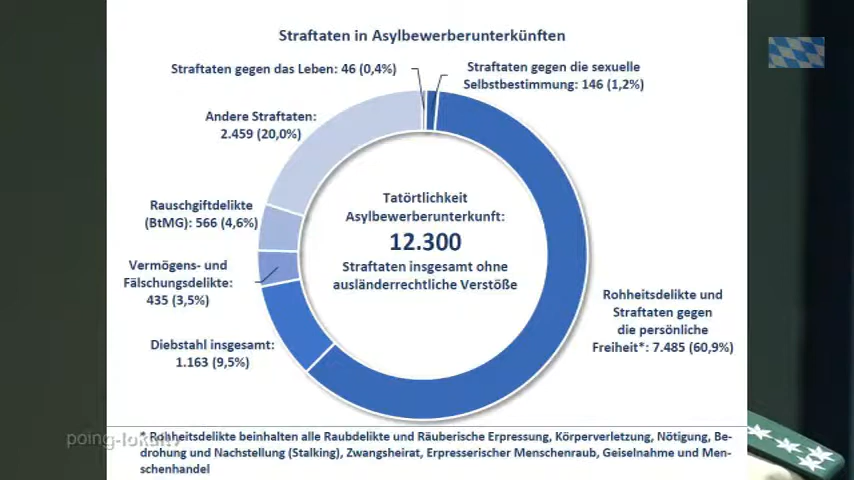 Straftaten in Asylbewerberunterkünften
Straftaten gegen das Leben: 46 (0,4%)
Straftaten gegen die sexuelle
Selbstbestimmung: 146 (1,2%)
Andere Straftaten:
2.459 (20,0%)
Rauschgiftdelikte
(BtMG): 566 (4,6%)
Vermögens- und
Fälschungsdelikte:
435 (3,5%)
Diebstahl insgesamt:
1.163 (9,5%)
Tatörtlichkeit
Asylbewerberunterkunft:
12.300
Straftaten insgesamt ohne
ausländerrechtliche Verstöße
Rohheitsdelikte und
Straftaten gegen
die persönliche
Freiheit*: 7.485 (60,9%)
* Rohheitsdelikte beinhalten alle Raubdelikte und Räuberische Erpressung, Körperverletzung, Nötigung, Be-
drohung und Nachstellung (Stalking), Zwangsheirat, Erpresserischer Menschenraub, Geiselnahme und Men-
schenhandel